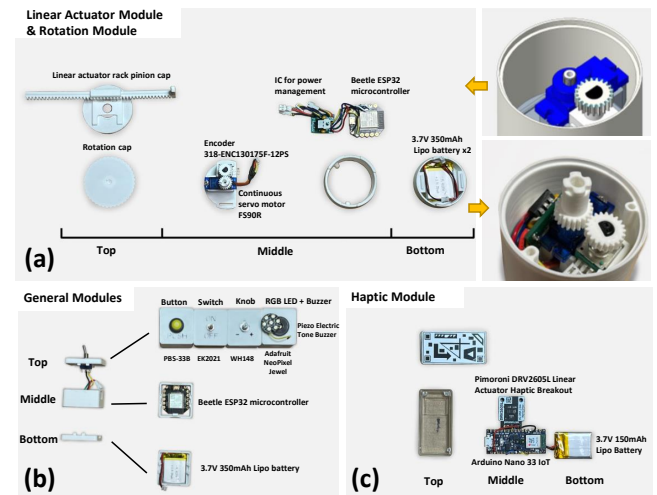 Linear Actuator Module
& Rotation Module
Linear actuator rack pinion cap
IC for power
management
Beetle ESP32
microcontroller
Rotation cap
Encoder
318-ENC130175F-12PS
3.7V 350mAh
Lipo battery x2
Continuous
servo motor
FS90R
(a)
Top
Middle
Bottom
General Modules
Button Switch Knob RGB LED + Buzzer
ON
OFF
- +
Piezo Electric
Tone Buzzer
PBS-33B EK2021 WH148 Adafruit
NeoPixel
Jewel
Top
Middle
Beetle ESP32 microcontroller
Bottom
3.7V 350mAh Lipo battery
(b)
Haptic Module
Pimoroni DRV2605L Linear
Actuator Haptic Breakout
3.7V 150mAh
Lipo Battery
Arduino Nano 33 IoT
Top Middle Bottom
(c)